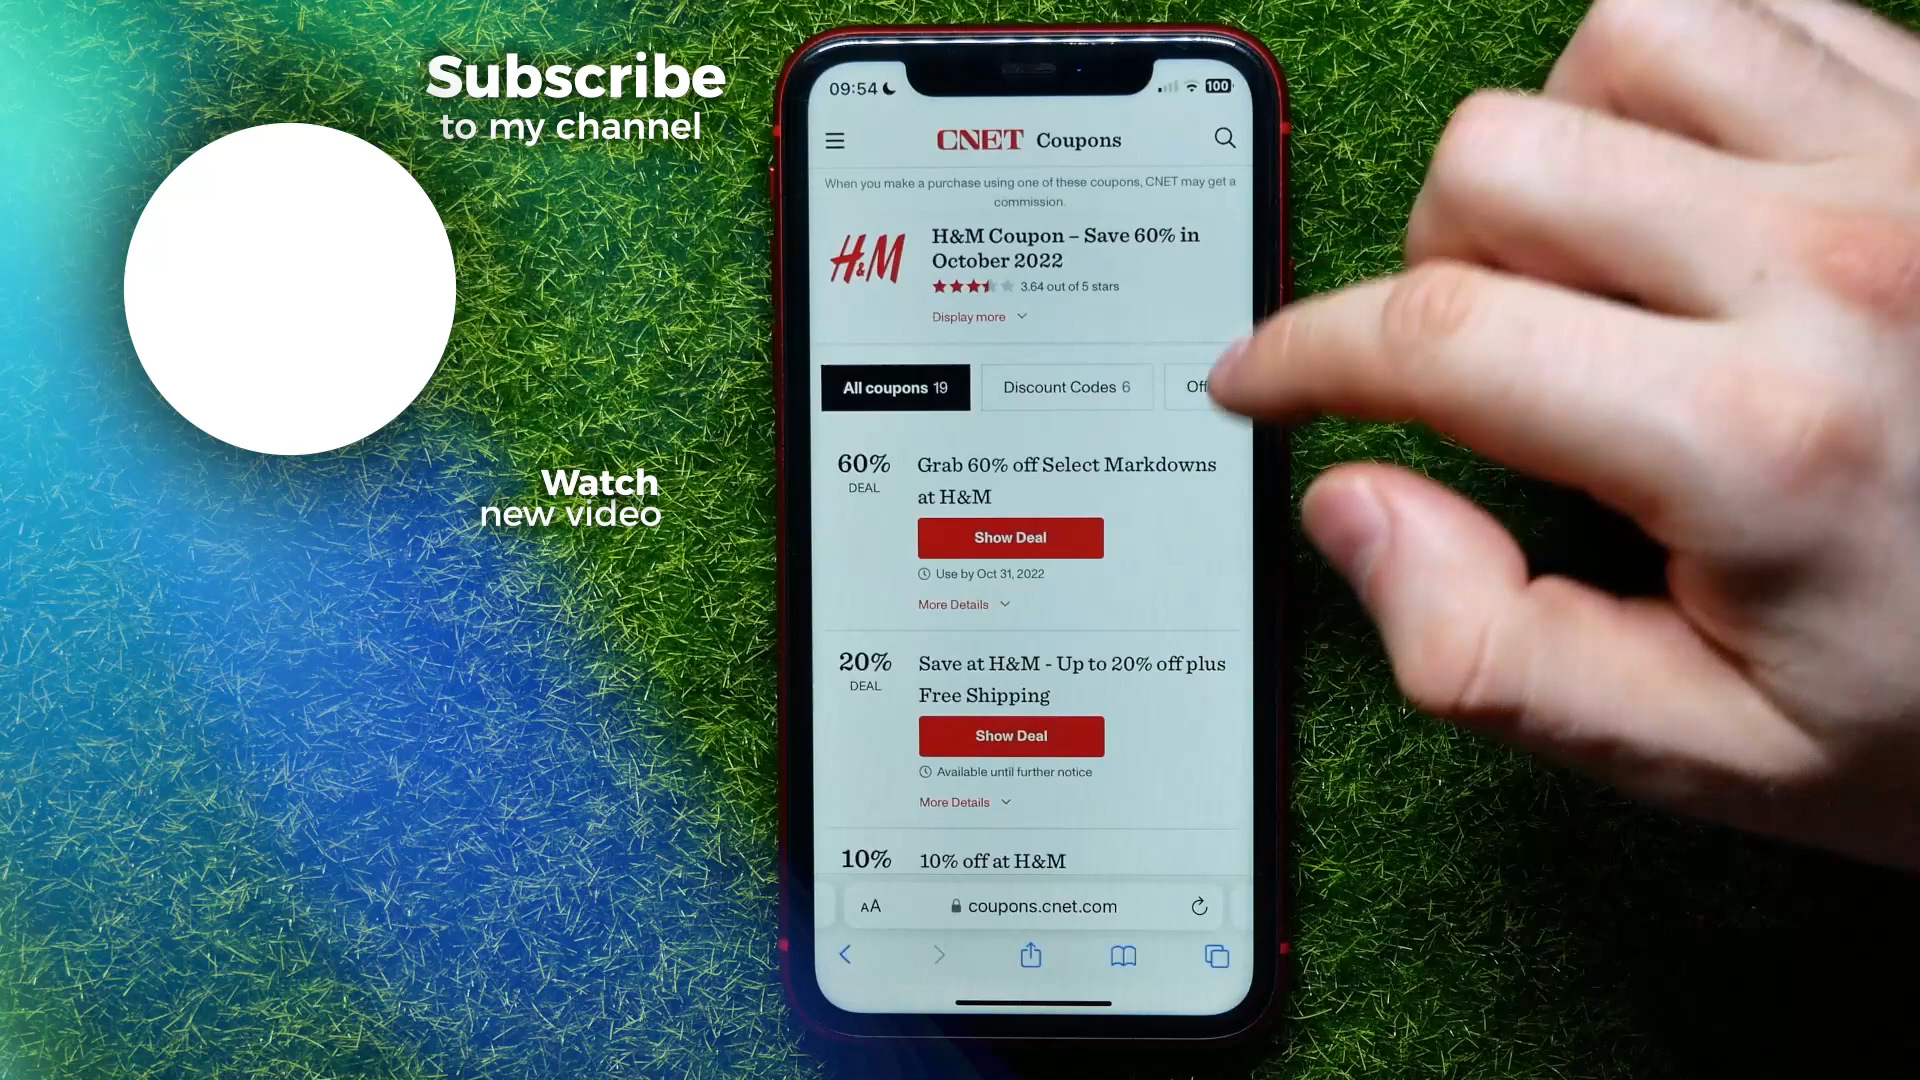 Subscribe
to my channel
Watch
new video
09:54
100
CNET Coupons
When you make a purchase using one of these coupons, CNET may get a
commission.
H&M
H&M Coupon – Save 60% in
October 2022
3.64 out of 5 stars
Display more
All coupons 19
Discount Codes 6
Off
60%
DEAL
Grab 60% off Select Markdowns
at H&M
Show Deal
Use by Oct 31, 2022
More Details
20%
DEAL
Save at H&M - Up to 20% off plus
Free Shipping
Show Deal
Available until further notice
More Details
10%
10% off at H&M
AA
coupons.cnet.com